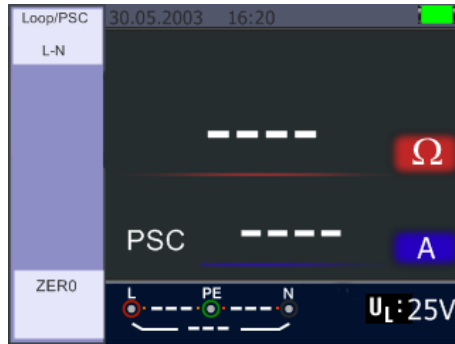 Loop/PSC 30.05.2003 16:20
L-N
----
Ω
PSC ---- A
ZER0
L PE N
--- ---
--- 
UL:25V